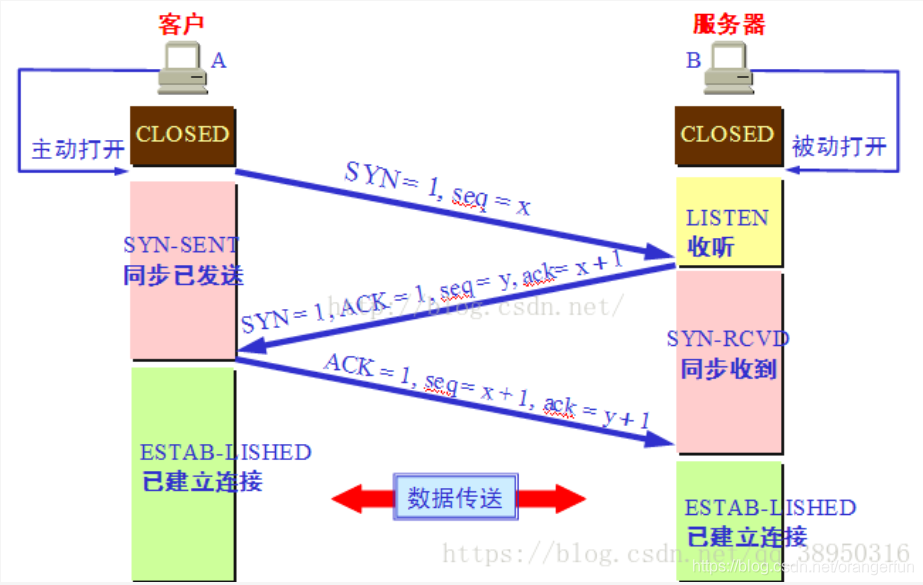 客户
服务器
A
B
CLOSED
CLOSED
主动打开
被动打开
SYN = 1, seq = x
LISTEN
收听
SYN-SENT
同步已发送
SYN = 1, ACK = 1, seq = y, ack= x + 1
http://blog.csdn.net/
SYN-RCVD
同步收到
ACK = 1, seq = x + 1, ack = y + 1
ESTAB-LISHED
已建立连接
数据传送
ESTAB-LISHED
已建立连接
https://blog.csdn.net/qq_38950316
https://blog.csdn.net/orangerfun